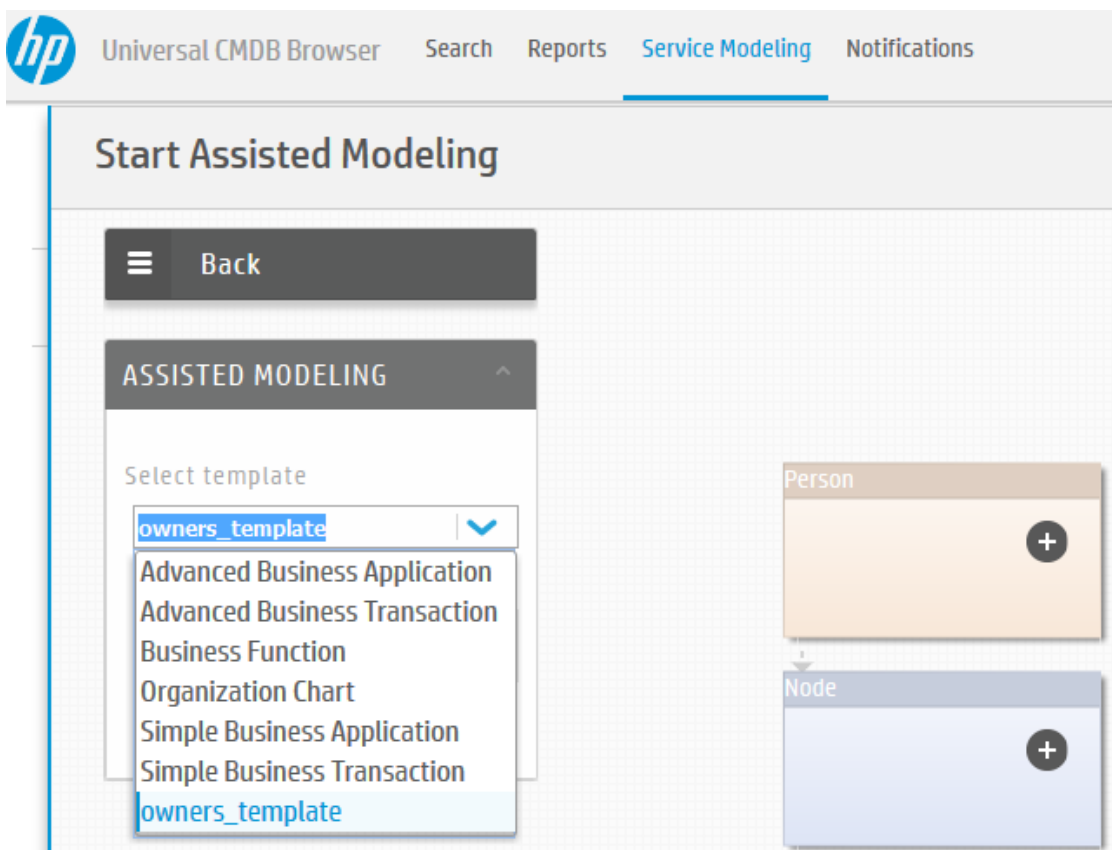 hp Universal CMDB Browser Search Reports Service Modeling Notifications
Start Assisted Modeling
Back
ASSISTED MODELING
Select template
owners_template
Advanced Business Application
Advanced Business Transaction
Business Function
Organization Chart
Simple Business Application
Simple Business Transaction
owners_template
Person
Node